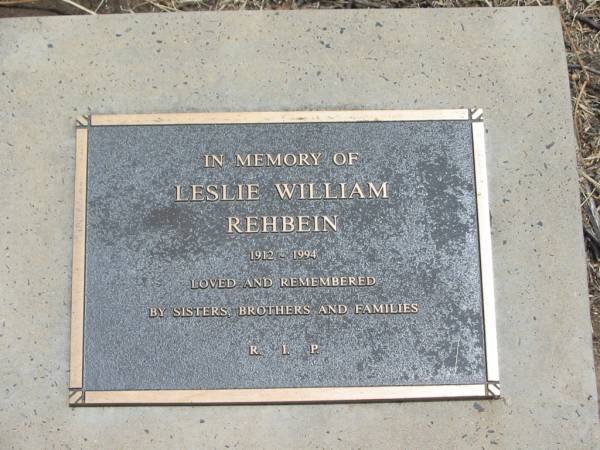 IN MEMORY OF
LESLIE WILLIAM
REHBEIN
1912 - 1994
LOVED AND REMEMBERED
BY SISTERS, BROTHERS AND FAMILIES
R. I. P.